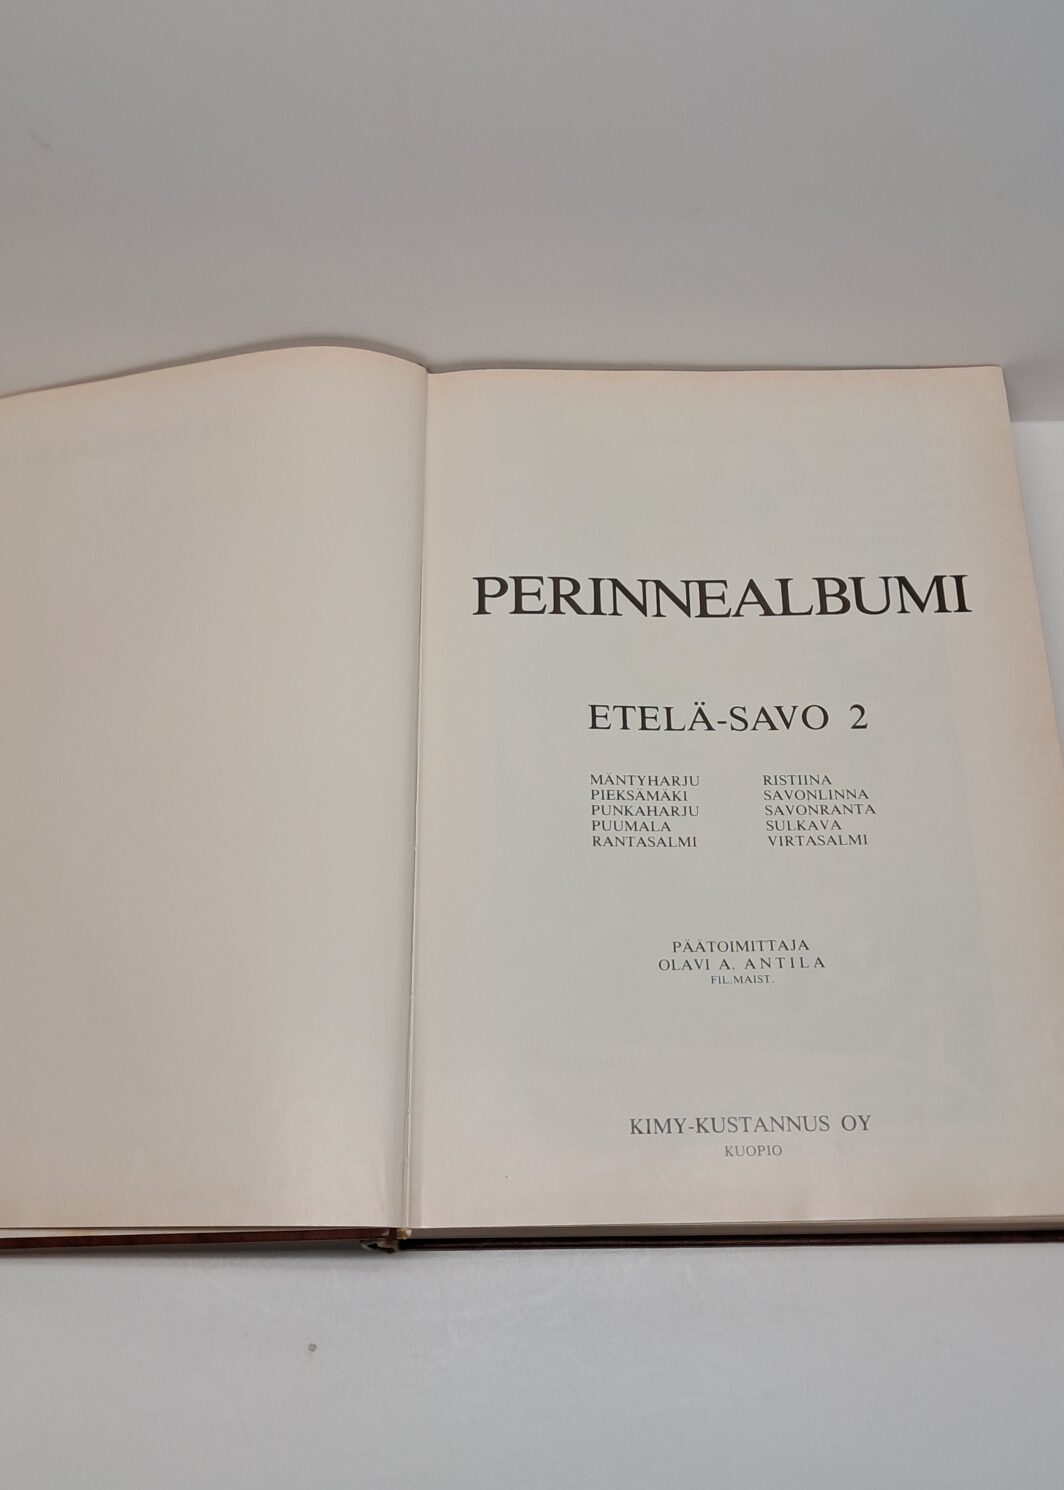 PERINNEALBUMI
ETELÄ-SAVO 2
MÄNTYHARJU
PIEKSÄMÄKI
PUNKAHARJU
PUUMALA
RANTASALMI
RISTIINA
SAVONLINNA
SAVONRANTA
SULKAVA
VIRTASALMI
PÄÄTOIMITTAJA
OLAVI A. ANTILA
FIL.MAIST.
KIMY-KUSTANNUS OY
KUOPIO